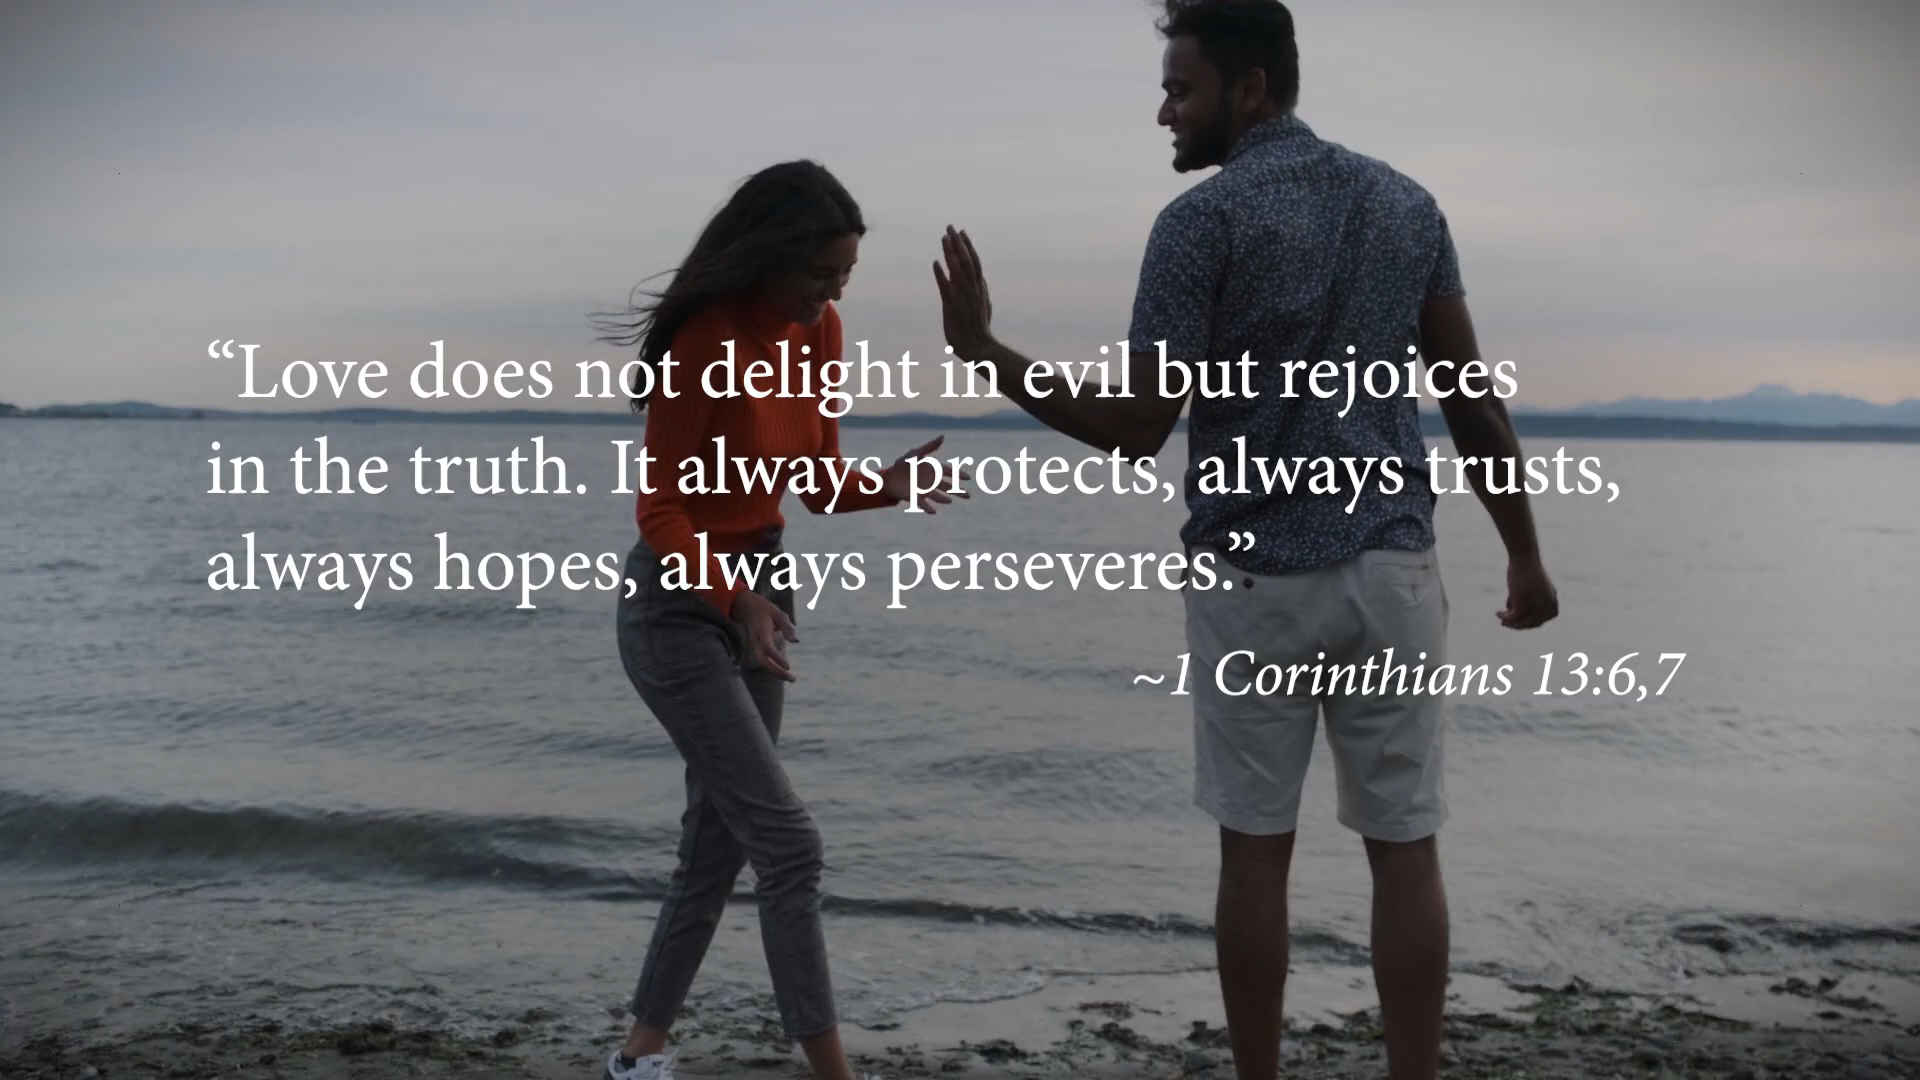 “Love does not delight in evil but rejoices
in the truth. It always protects, always trusts,
always hopes, always perseveres.”
~1 Corinthians 13:6,7